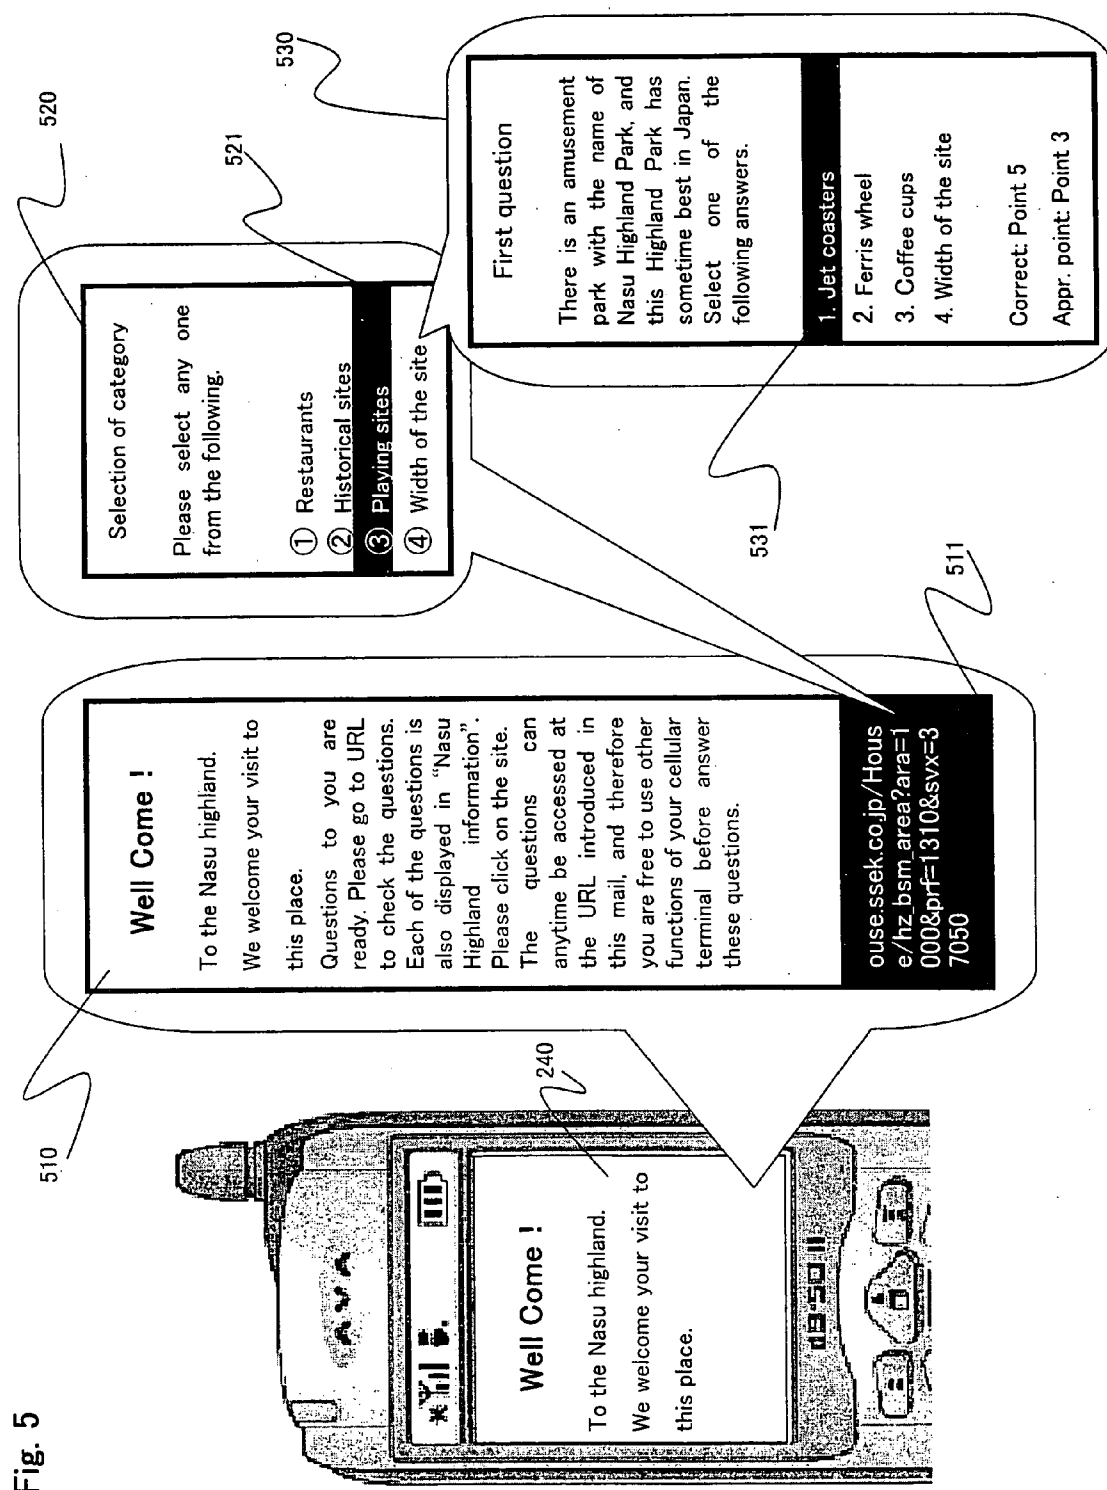 Fig. 5
Well Come !
To the Nasu highland.
We welcome your visit to
this place.
240
510
Well Come !
To the Nasu highland.
We welcome your visit to
this place.
Questions to you are
ready. Please go to URL
to check the questions.
Each of the questions is
also displayed in “Nasu
Highland information”.
Please click on the site.
The questions can
anytime be accessed at
the URL introduced in
this mail, and therefore
you are free to use other
functions of your cellular
terminal before answer
these questions.
ouse.ssek.co.jp/Hous
e/hz_bsm_area?ara=1
000&prf=1310&svx=3
7050
511
520
Selection of category
Please select any one
from the following.
① Restaurants
② Historical sites
③ Playing sites
④ Width of the site
521
530
First question
There is an amusement
park with the name of
Nasu Highland Park, and
this Highland Park has
sometime best in Japan.
Select one of the
following answers.
1. Jet coasters
2. Ferris wheel
3. Coffee cups
4. Width of the site
Correct: Point 5
Appr. point: Point 3
531